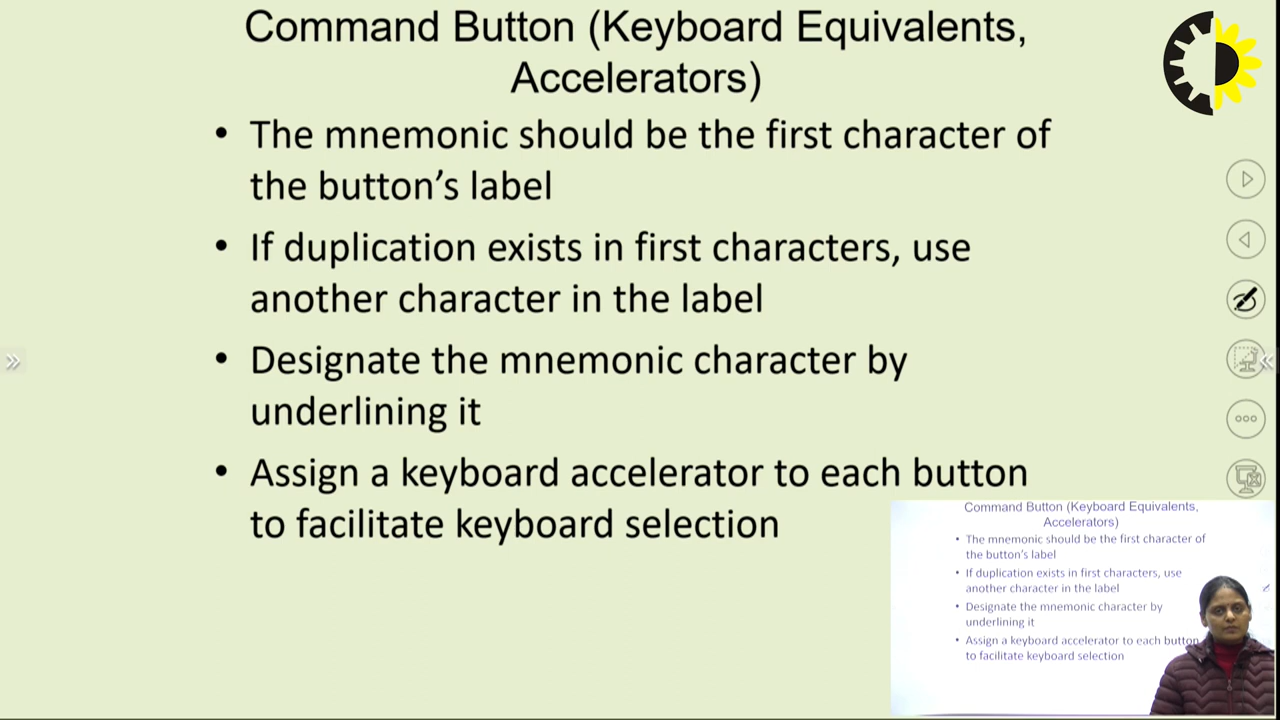 Command Button (Keyboard Equivalents,
Accelerators)
• The mnemonic should be the first character of
the button’s label
• If duplication exists in first characters, use
another character in the label
• Designate the mnemonic character by
underlining it
• Assign a keyboard accelerator to each button
to facilitate keyboard selection
Command Button (Keyboard Equivalents,
Accelerators)
• The mnemonic should be the first character of
the button's label
• If duplication exists in first characters, use
another character in the label
• Designate the mnemonic character by
underlining it
• Assign a keyboard accelerator to each button
to facilitate keyboard selection